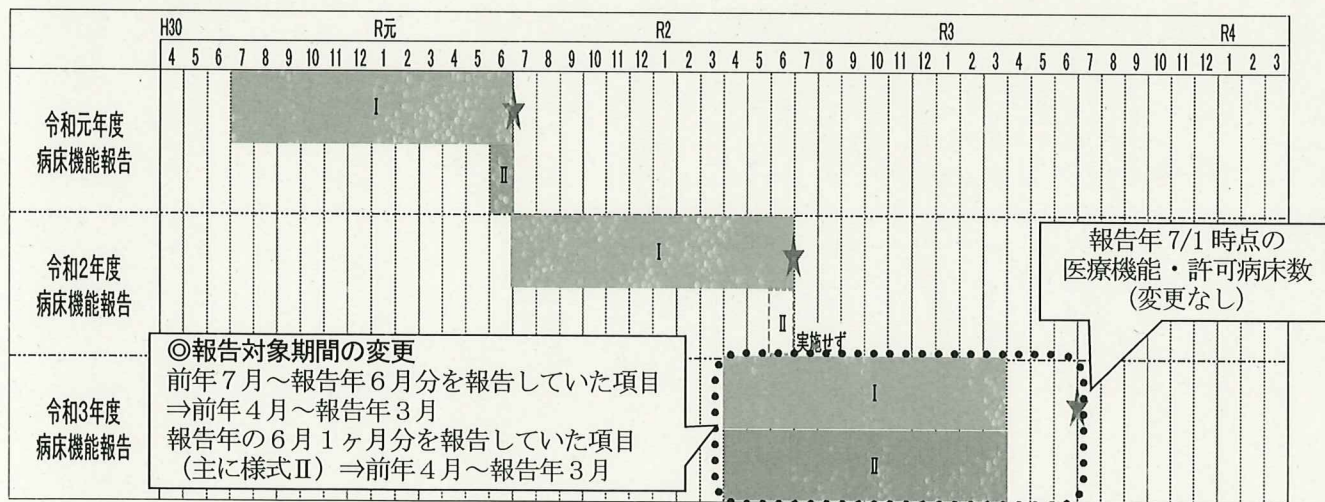 H30 R元 R2 R3 R4
4 5 6 7 8 9 10 11 12 1 2 3 4 5 6 7 8 9 10 11 12 1 2 3 4 5 6 7 8 9 10 11 12 1 2 3 4 5 6 7 8 9 10 11 12 1 2 3
令和元年度
病床機能報告
Ⅰ
Ⅱ
令和2年度
病床機能報告
Ⅰ
Ⅱ
実施せず
報告年7/1時点の
医療機能・許可病床数
(変更なし)
令和3年度
病床機能報告
◎報告対象期間の変更
前年7月~報告年6月分を報告していた項目
⇒前年4月~報告年3月
報告年の6月1ヶ月分を報告していた項目
(主に様式Ⅱ)⇒前年4月~報告年3月
Ⅰ
Ⅱ